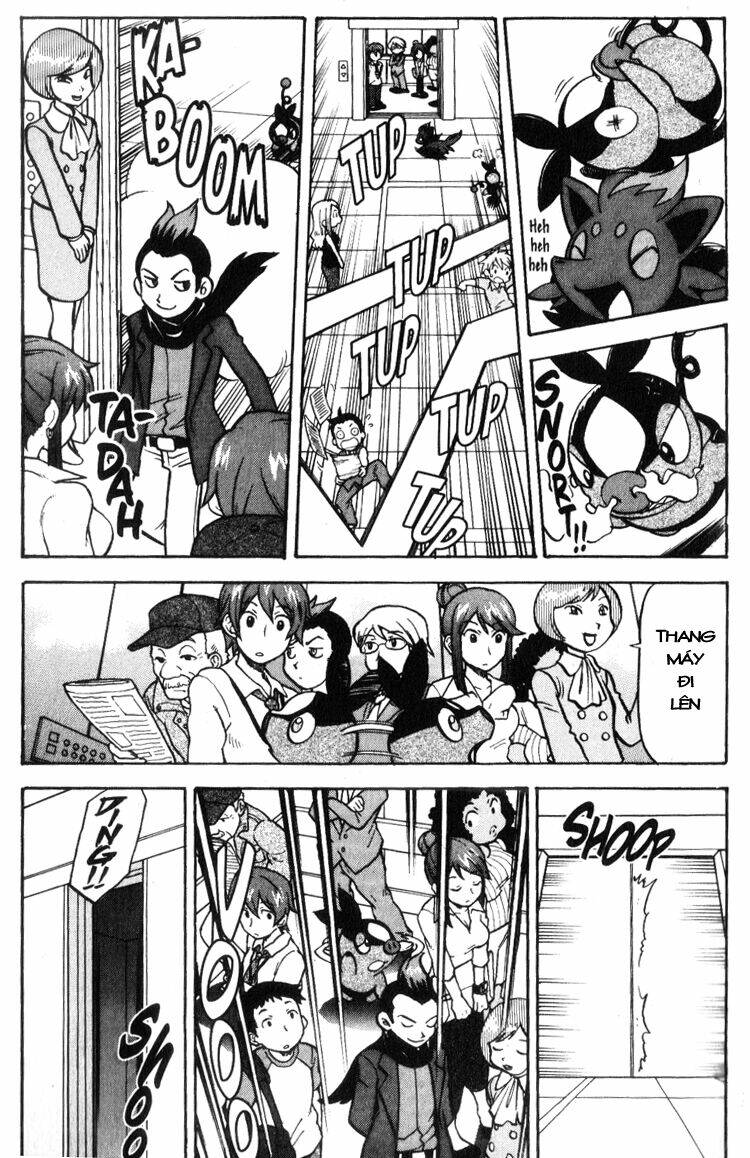 Heh
heh
heh
SNORT!!
TUP
TUP
TUP
TUP
TUP
KA-
BOOM
TA-
DAH
THANG
MÁY
ĐI
LÊN
SHOOP
VOOO
DING!!
SHOO